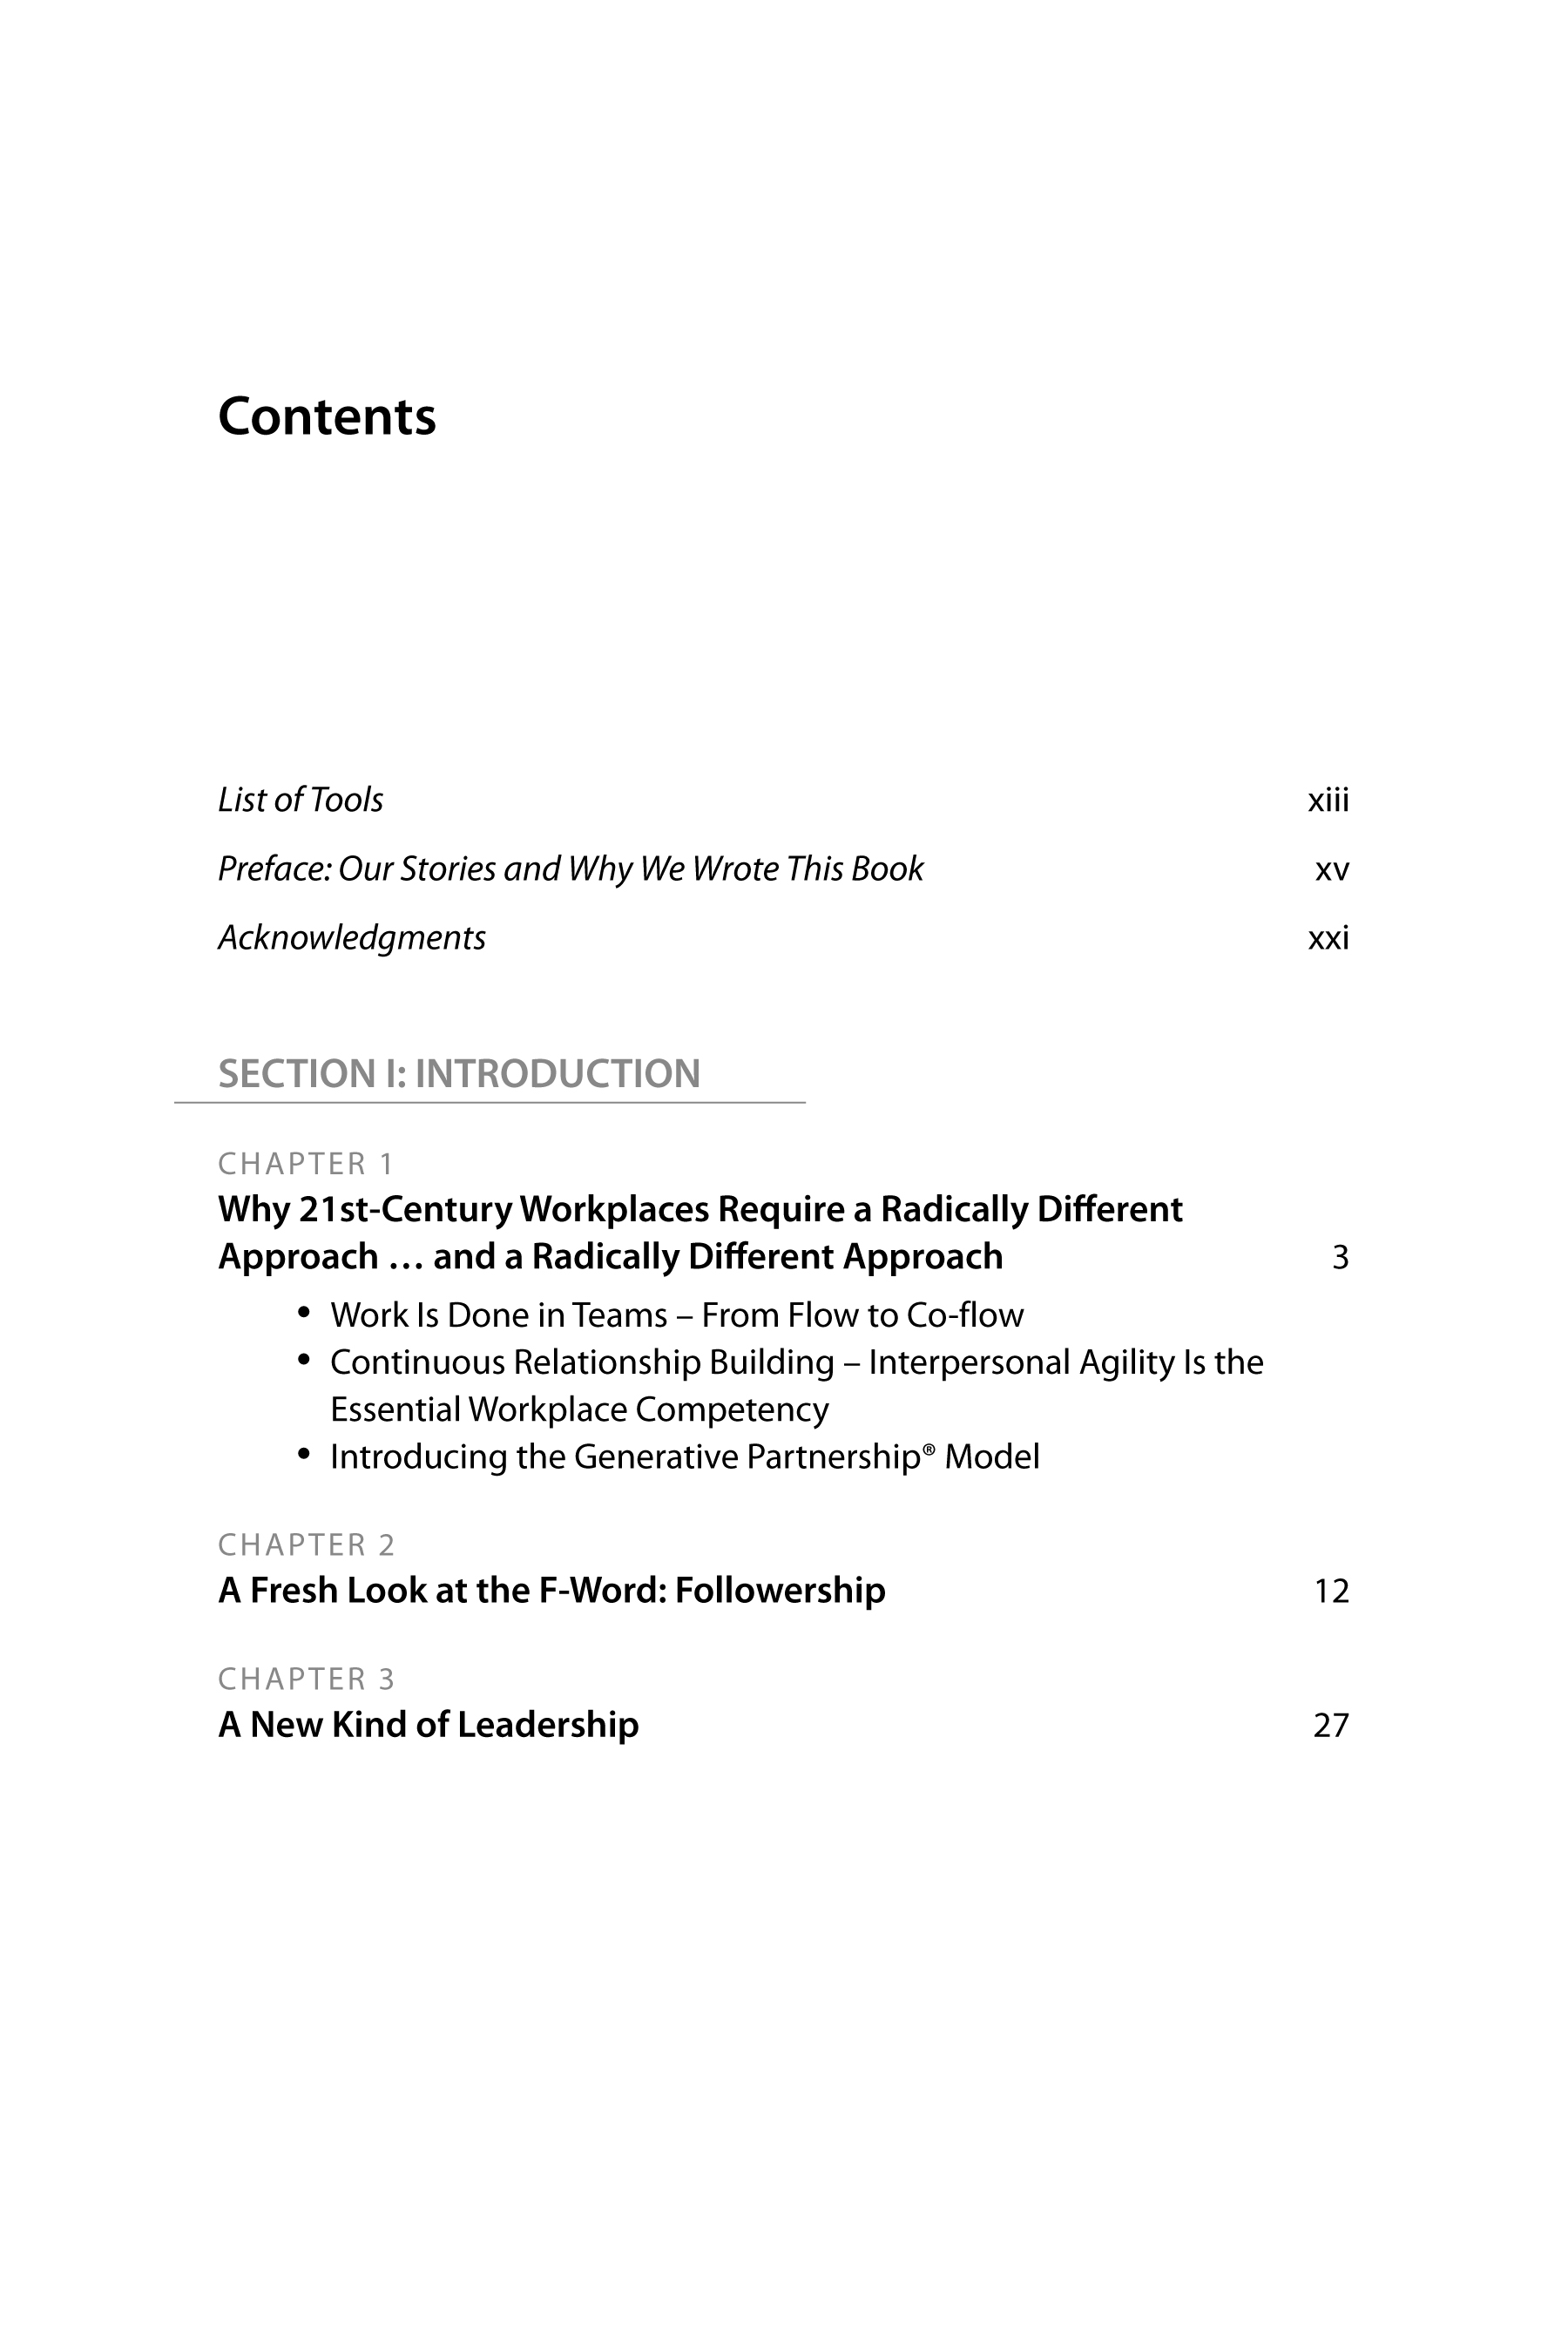 Contents
List of Tools xiii
Preface: Our Stories and Why We Wrote This Book xv
Acknowledgments xxi
SECTION I: INTRODUCTION
CHAPTER 1
Why 21st-Century Workplaces Require a Radically Different
Approach … and a Radically Different Approach 3
• Work Is Done in Teams – From Flow to Co-flow
• Continuous Relationship Building – Interpersonal Agility Is the
Essential Workplace Competency
• Introducing the Generative Partnership® Model
CHAPTER 2
A Fresh Look at the F-Word: Followership 12
CHAPTER 3
A New Kind of Leadership 27